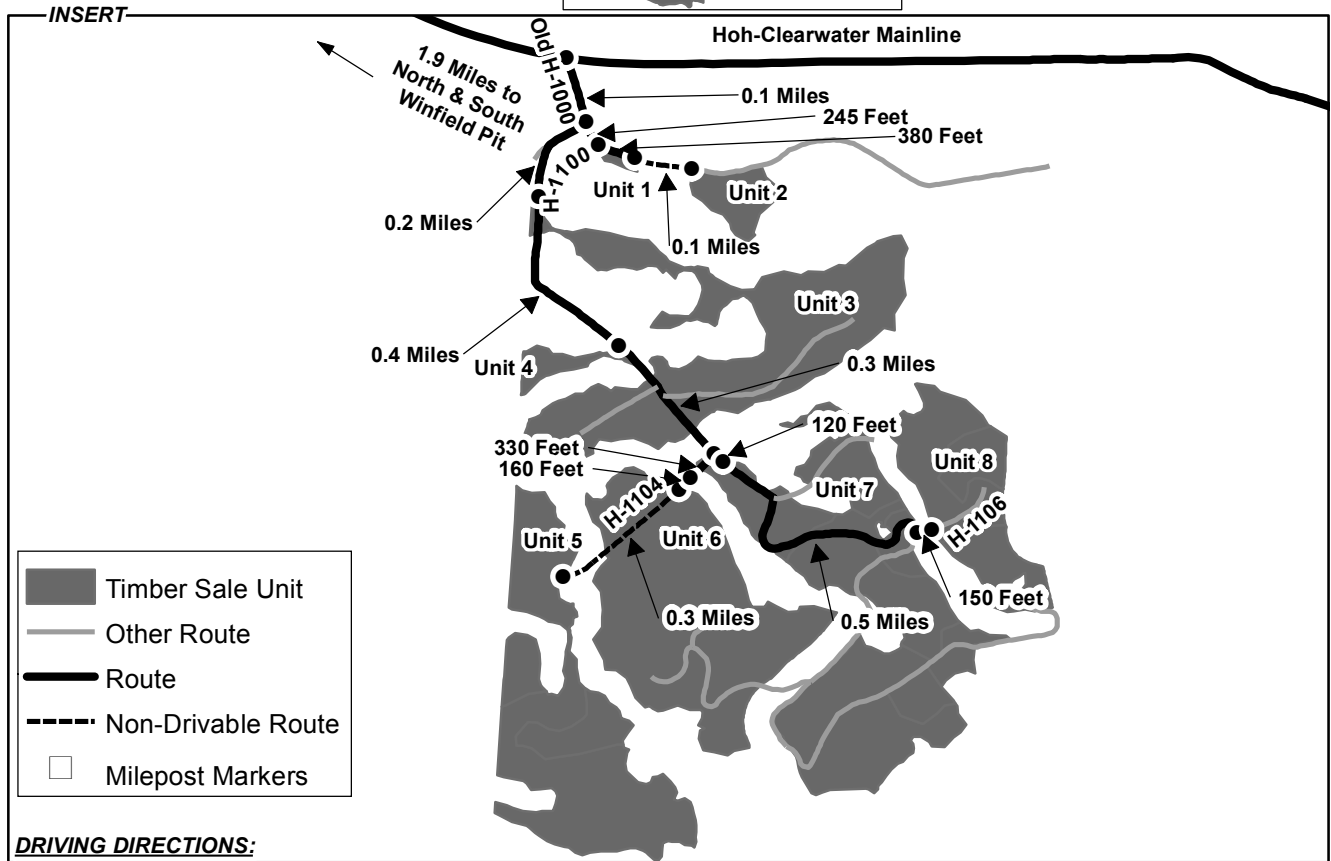 INSERT
Hoh-Clearwater Mainline
Old H-1000
1.9 Miles to
North & South
Winfield Pit
0.1 Miles
245 Feet
380 Feet
H-1100
Unit 1
Unit 2
0.2 Miles
0.1 Miles
Unit 3
0.4 Miles
Unit 4
0.3 Miles
120 Feet
330 Feet
160 Feet
Unit 8
Unit 7
H-1104
H-1106
Unit 5
Unit 6
150 Feet
0.3 Miles
0.5 Miles
Timber Sale Unit
Other Route
Route
Non-Drivable Route
Milepost Markers
DRIVING DIRECTIONS: